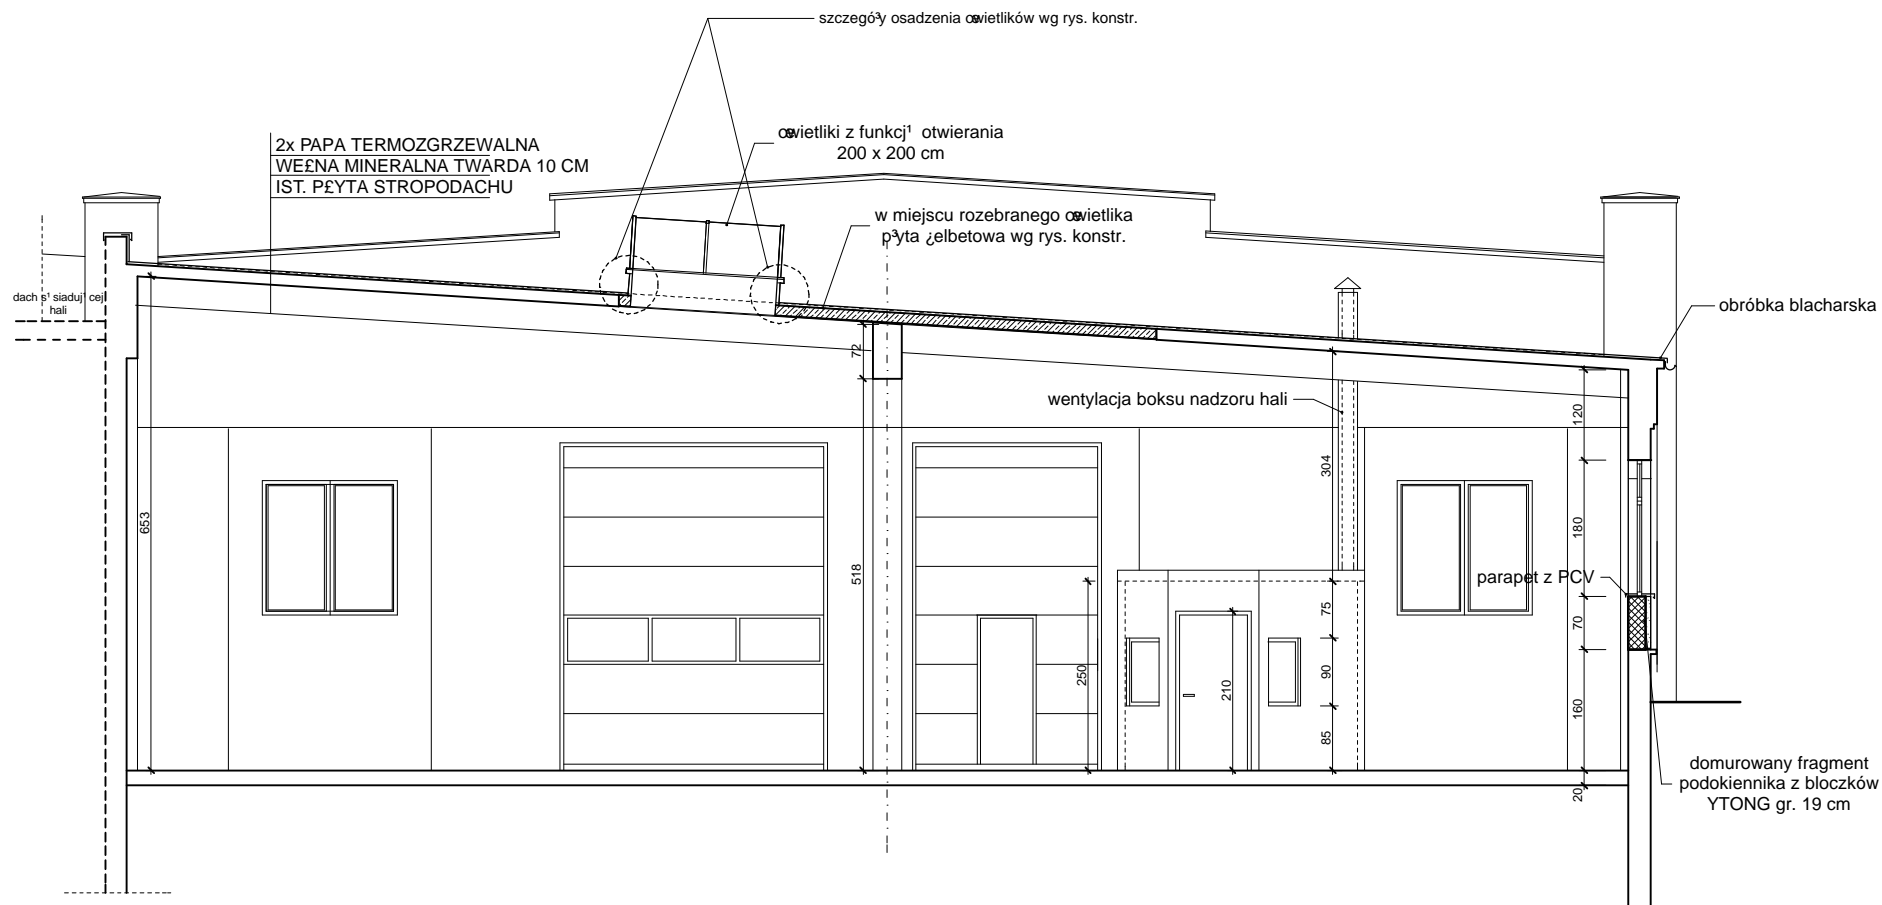 szczegó³y osadzenia œwietlików wg rys. konstr.
œwietliki z funkcj¹ otwierania
200 x 200 cm
2x PAPA TERMOZGRZEWALNA
WE£NA MINERALNA TWARDA 10 CM
IST. P£YTA STROPODACHU
w miejscu rozebranego œwietlika
p³yta ¿elbetowa wg rys. konstr.
dach s¹siaduj¹cej
hali
obróbka blacharska
wentylacja boksu nadzoru hali
parapet z PCV
domurowany fragment
podokiennika z bloczków
YTONG gr. 19 cm
653
72
518
250
210
304
75
90
85
120
180
70
160
20